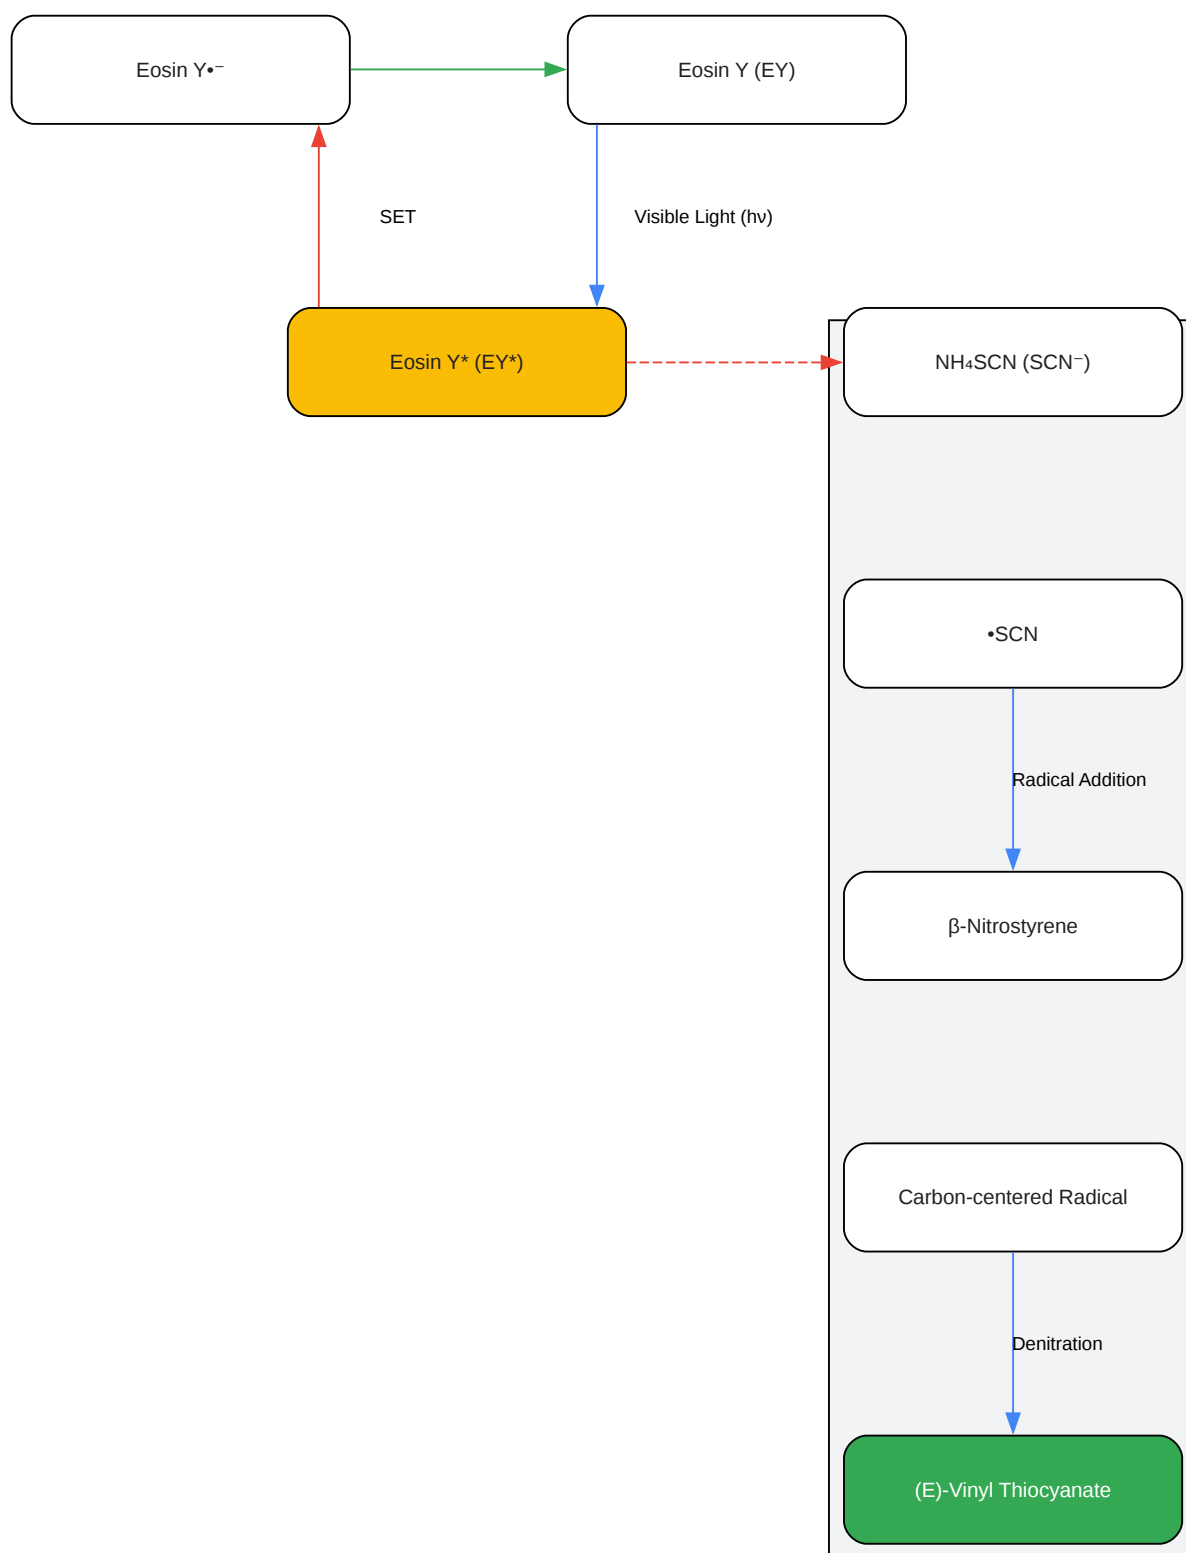 Eosin Y•⁻
Eosin Y (EY)
SET
Visible Light (hν)
Eosin Y* (EY*)
NH₄SCN (SCN⁻)
•SCN
Radical Addition
β-Nitrostyrene
Carbon-centered Radical
Denitration
(E)-Vinyl Thiocyanate